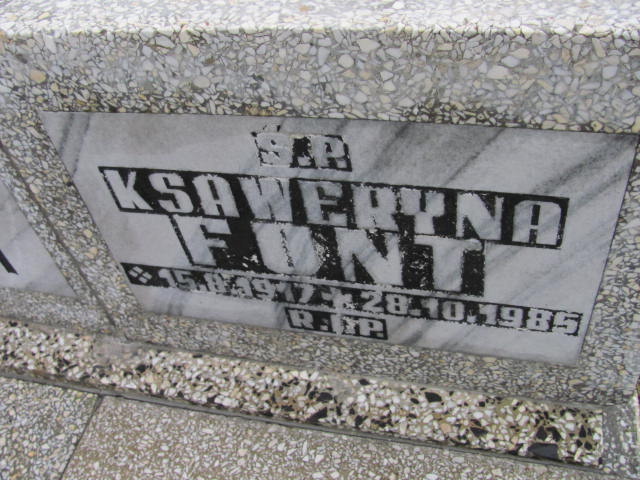 Ś.P.
KSAWERYNA
FONT
28.10.1985
R.I.P.